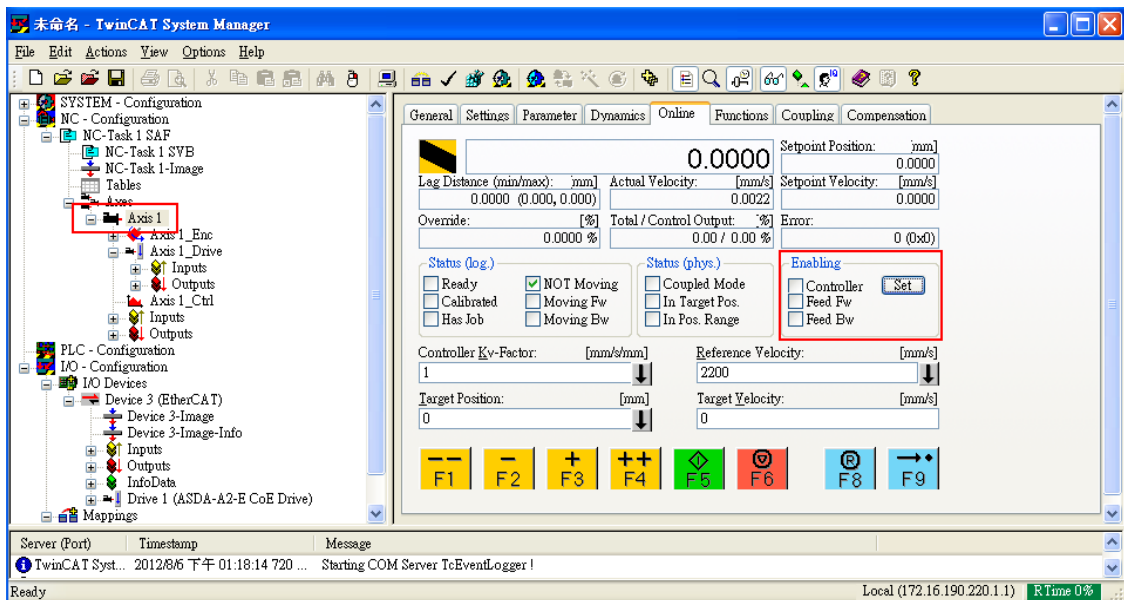 未命名 - TwinCAT System Manager
File Edit Actions View Options Help
SYSTEM - Configuration
NC - Configuration
NC-Task 1 SAF
NC-Task 1 SVB
NC-Task 1-Image
Tables
Axes
Axis 1
Axis 1_Enc
Axis 1_Drive
Inputs
Outputs
Axis 1_Ctrl
Inputs
Outputs
PLC - Configuration
I/O - Configuration
I/O Devices
Device 3 (EtherCAT)
Device 3-Image
Device 3-Image-Info
Inputs
Outputs
InfoData
Drive 1 (ASDA-A2-E CoE Drive)
Mappings
General Settings Parameter Dynamics Online Functions Coupling Compensation
0.0000
Setpoint Position: mm]
0.0000
Lag Distance (min/max): mm] Actual Velocity: [mm/s] Setpoint Velocity: [mm/s]
0.0000 (0.000, 0.000) 0.0022 0.0000
Override: [%] Total / Control Output: %] Error:
0.0000 % 0.00 / 0.00 % 0 (0x0)
Status (log.) Status (phys.) Enabling
Ready NOT Moving Coupled Mode Controller Set
Calibrated Moving Fw In Target Pos. Feed Fw
Has Job Moving Bw In Pos. Range Feed Bw
Controller Kv-Factor: [mm/s/mm] Reference Velocity: [mm/s]
1 2200
Target Position: [mm] Target Velocity: [mm/s]
0 0
-- - + ++ R
F1 F2 F3 F4 F5 F6 F8 F9
Server (Port) Timestamp Message
TwinCAT Syst... 2012/8/6 下午 01:18:14 720 ... Starting COM Server TcEventLogger !
Ready Local (172.16.190.220.1.1) RTime 0%